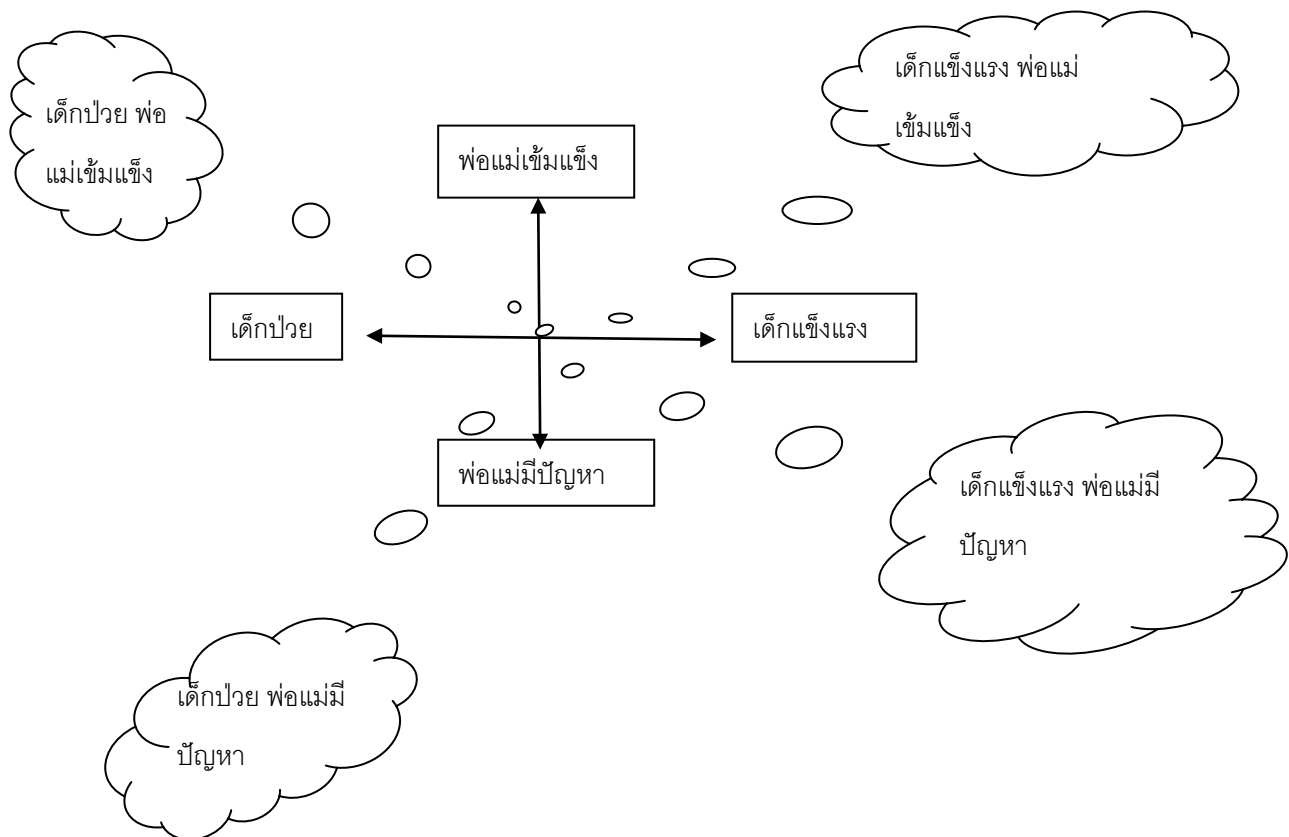 เด็กป่วย พ่อ
แม่เข้มแข็ง
เด็กแข็งแรง พ่อแม่
เข้มแข็ง
พ่อแม่เข้มแข็ง
เด็กป่วย
เด็กแข็งแรง
พ่อแม่มีปัญหา
เด็กแข็งแรง พ่อแม่มี
ปัญหา
เด็กป่วย พ่อแม่มี
ปัญหา